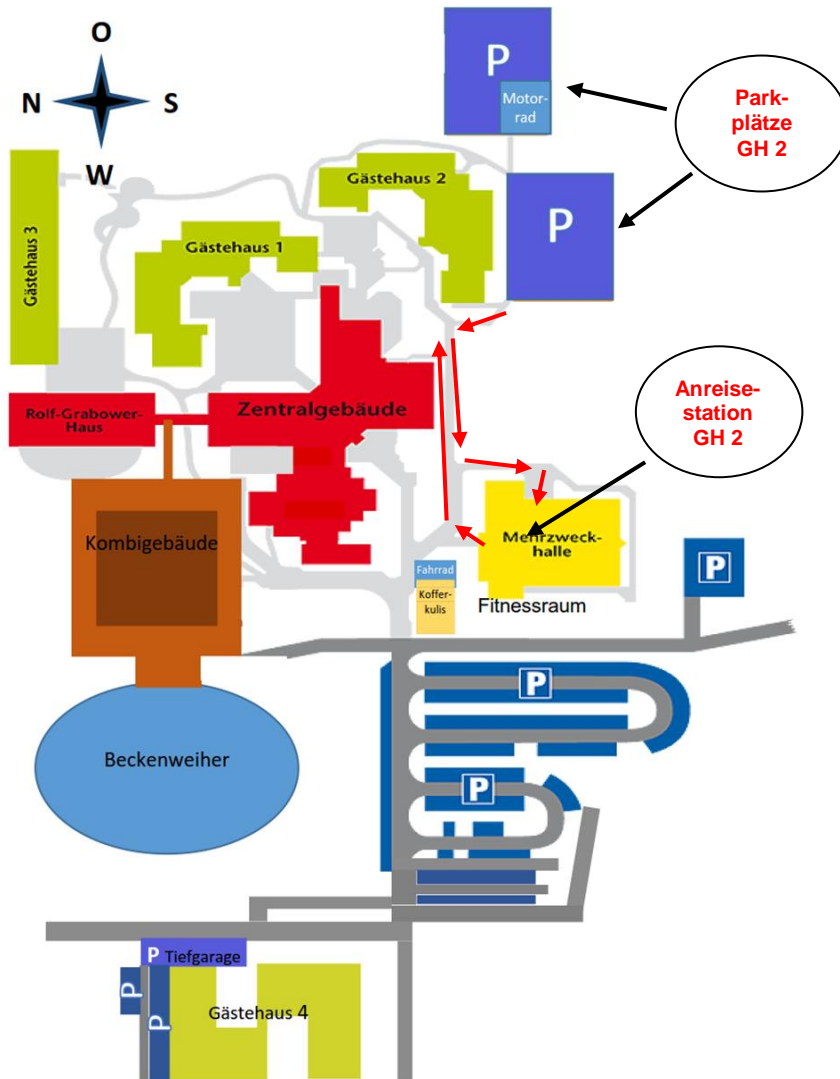 O
N
S
W
P
Motor-
rad
Park-
plätze
GH 2
Gästehaus 2
P
Gästehaus 1
Gästehaus 3
Anreise-
station
GH 2
Rolf-Grabower-
Haus
Zentralgebäude
Kombigebäude
Mehrzweck-
halle
Fahrrad
Koffer-
kulis
Fitnessraum
P
P
Beckenweiher
P
P Tiefgarage
P
P
Gästehaus 4